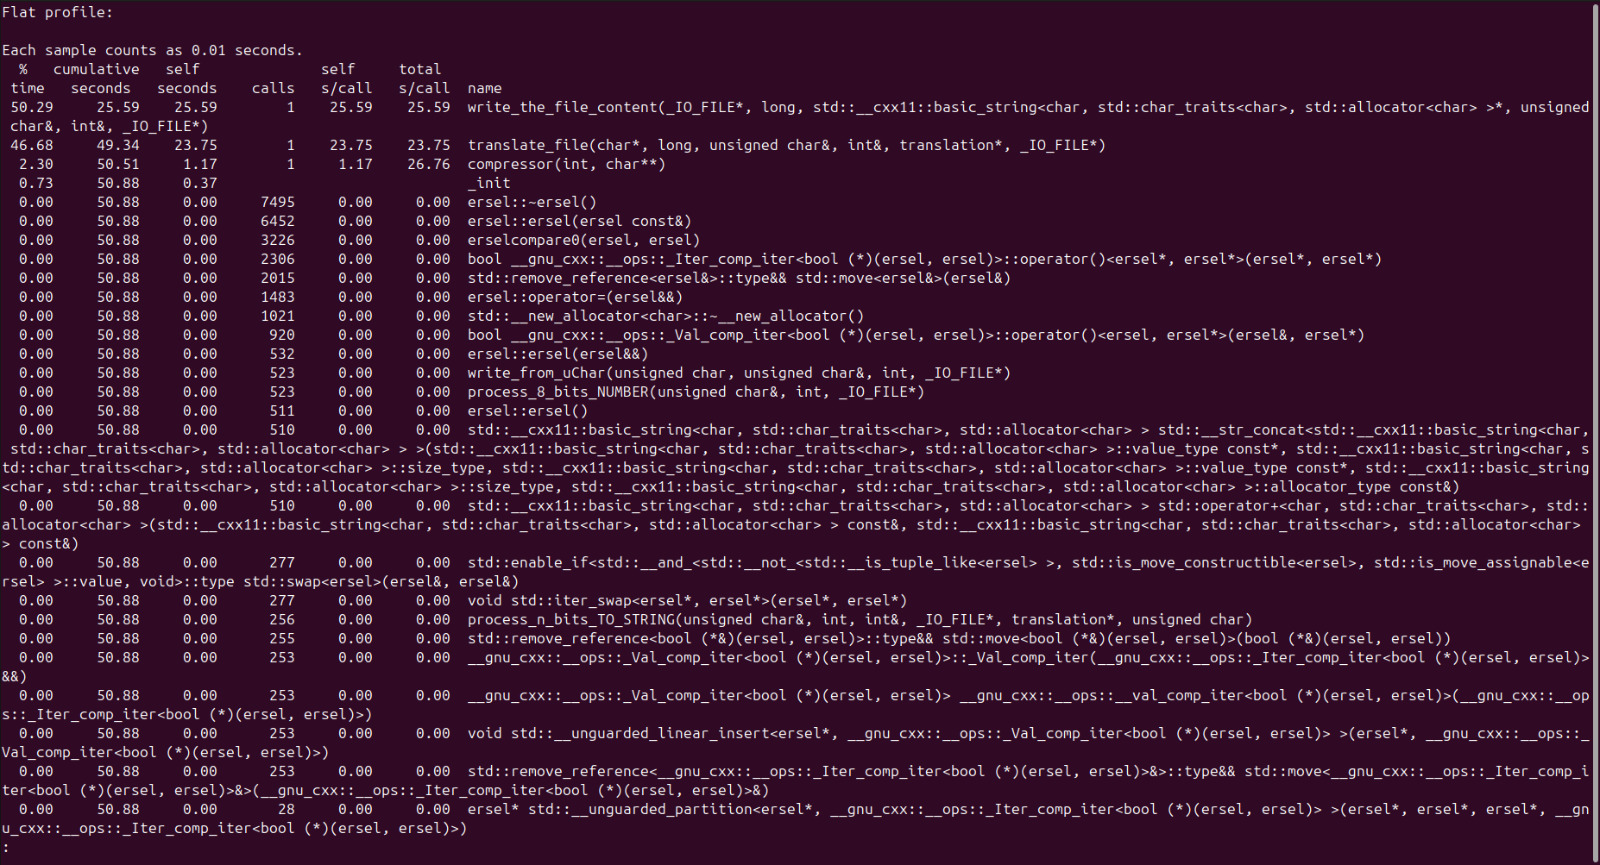 Flat profile:
Each sample counts as 0.01 seconds.
  %   cumulative   self              self     total
 time   seconds   seconds    calls   s/call   s/call  name
 50.29     25.59    25.59        1    25.59    25.59  write_the_file_content(_IO_FILE*, long, std::__cxx11::basic_string<char, std::char_traits<char>, std::allocator<char> >*, unsigned
 char&, int&, _IO_FILE*)
 46.68     49.34    23.75        1    23.75    23.75  translate_file(char*, long, unsigned char&, int&, translation*, _IO_FILE*)
  2.30     50.51     1.17        1     1.17    26.76  compressor(int, char**)
  0.73     50.88     0.37                             _init
  0.00     50.88     0.00     7495     0.00     0.00  ersel::~ersel()
  0.00     50.88     0.00     6452     0.00     0.00  ersel::ersel(ersel const&)
  0.00     50.88     0.00     3226     0.00     0.00  erselcompare0(ersel, ersel)
  0.00     50.88     0.00     2306     0.00     0.00  bool __gnu_cxx::__ops::_Iter_comp_iter<bool (*)(ersel, ersel)>::operator()<ersel*, ersel*>(ersel*, ersel*)
  0.00     50.88     0.00     2015     0.00     0.00  std::remove_reference<ersel&>::type&& std::move<ersel&>(ersel&)
  0.00     50.88     0.00     1483     0.00     0.00  ersel::operator=(ersel&&)
  0.00     50.88     0.00     1021     0.00     0.00  std::__new_allocator<char>::~__new_allocator()
  0.00     50.88     0.00      920     0.00     0.00  bool __gnu_cxx::__ops::_Val_comp_iter<bool (*)(ersel, ersel)>::operator()<ersel, ersel*>(ersel&, ersel*)
  0.00     50.88     0.00      532     0.00     0.00  ersel::ersel(ersel&&)
  0.00     50.88     0.00      523     0.00     0.00  write_from_uChar(unsigned char, unsigned char&, int, _IO_FILE*)
  0.00     50.88     0.00      523     0.00     0.00  process_8_bits_NUMBER(unsigned char&, int, _IO_FILE*)
  0.00     50.88     0.00      511     0.00     0.00  ersel::ersel()
  0.00     50.88     0.00      510     0.00     0.00  std::__cxx11::basic_string<char, std::char_traits<char>, std::allocator<char> > std::__str_concat<std::__cxx11::basic_string<char,
 std::char_traits<char>, std::allocator<char> > >(std::__cxx11::basic_string<char, std::char_traits<char>, std::allocator<char> >::value_type const*, std::__cxx11::basic_string<char, s
td::char_traits<char>, std::allocator<char> >::size_type, std::__cxx11::basic_string<char, std::char_traits<char>, std::allocator<char> >::value_type const*, std::__cxx11::basic_string
<char, std::char_traits<char>, std::allocator<char> >::size_type, std::__cxx11::basic_string<char, std::char_traits<char>, std::allocator<char> >::allocator_type const&)
  0.00     50.88     0.00      510     0.00     0.00  std::__cxx11::basic_string<char, std::char_traits<char>, std::allocator<char> > std::operator+<char, std::char_traits<char>, std::
allocator<char> >(std::__cxx11::basic_string<char, std::char_traits<char>, std::allocator<char> > const&, std::__cxx11::basic_string<char, std::char_traits<char>, std::allocator<char>
> const&)
  0.00     50.88     0.00      277     0.00     0.00  std::enable_if<std::__and_<std::__not_<std::__is_tuple_like<ersel> >, std::is_move_constructible<ersel>, std::is_move_assignable<e
rsel> >::value, void>::type std::swap<ersel>(ersel&, ersel&)
  0.00     50.88     0.00      277     0.00     0.00  void std::iter_swap<ersel*, ersel*>(ersel*, ersel*)
  0.00     50.88     0.00      256     0.00     0.00  process_n_bits_TO_STRING(unsigned char&, int, int&, _IO_FILE*, translation*, unsigned char)
  0.00     50.88     0.00      255     0.00     0.00  std::remove_reference<bool (*&)(ersel, ersel)>::type&& std::move<bool (*&)(ersel, ersel)>(bool (*&)(ersel, ersel))
  0.00     50.88     0.00      253     0.00     0.00  __gnu_cxx::__ops::_Val_comp_iter<bool (*)(ersel, ersel)>::_Val_comp_iter(__gnu_cxx::__ops::_Iter_comp_iter<bool (*)(ersel, ersel)>
&&)
  0.00     50.88     0.00      253     0.00     0.00  __gnu_cxx::__ops::_Val_comp_iter<bool (*)(ersel, ersel)> __gnu_cxx::__ops::__val_comp_iter<bool (*)(ersel, ersel)>(__gnu_cxx::__op
s::_Iter_comp_iter<bool (*)(ersel, ersel)>)
  0.00     50.88     0.00      253     0.00     0.00  void std::__unguarded_linear_insert<ersel*, __gnu_cxx::__ops::_Val_comp_iter<bool (*)(ersel, ersel)> >(ersel*, __gnu_cxx::__ops::_
Val_comp_iter<bool (*)(ersel, ersel)>)
  0.00     50.88     0.00      253     0.00     0.00  std::remove_reference<__gnu_cxx::__ops::_Iter_comp_iter<bool (*)(ersel, ersel)>&>::type&& std::move<__gnu_cxx::__ops::_Iter_comp_i
ter<bool (*)(ersel, ersel)>&>(__gnu_cxx::__ops::_Iter_comp_iter<bool (*)(ersel, ersel)>&)
  0.00     50.88     0.00       28     0.00     0.00  ersel* std::__unguarded_partition<ersel*, __gnu_cxx::__ops::_Iter_comp_iter<bool (*)(ersel, ersel)> >(ersel*, ersel*, ersel*, __gn
u_cxx::__ops::_Iter_comp_iter<bool (*)(ersel, ersel)>)
: